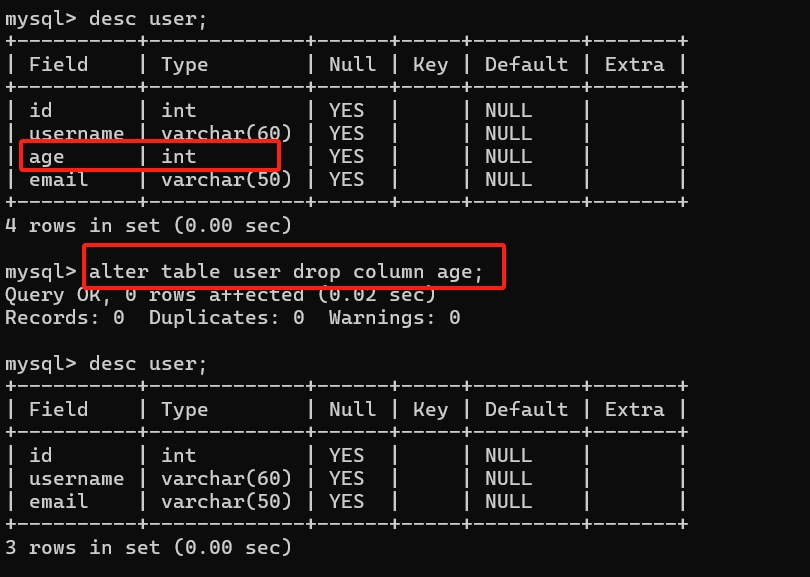 mysql> desc user;
+----------+-------------+------+-----+---------+-------+
| Field    | Type        | Null | Key | Default | Extra |
+----------+-------------+------+-----+---------+-------+
| id       | int         | YES  |     | NULL    |       |
| username | varchar(60) | YES  |     | NULL    |       |
| age      | int         | YES  |     | NULL    |       |
| email    | varchar(50) | YES  |     | NULL    |       |
+----------+-------------+------+-----+---------+-------+
4 rows in set (0.00 sec)

mysql> alter table user drop column age;
Query OK, 0 rows affected (0.02 sec)
Records: 0  Duplicates: 0  Warnings: 0

mysql> desc user;
+----------+-------------+------+-----+---------+-------+
| Field    | Type        | Null | Key | Default | Extra |
+----------+-------------+------+-----+---------+-------+
| id       | int         | YES  |     | NULL    |       |
| username | varchar(60) | YES  |     | NULL    |       |
| email    | varchar(50) | YES  |     | NULL    |       |
+----------+-------------+------+-----+---------+-------+
3 rows in set (0.00 sec)